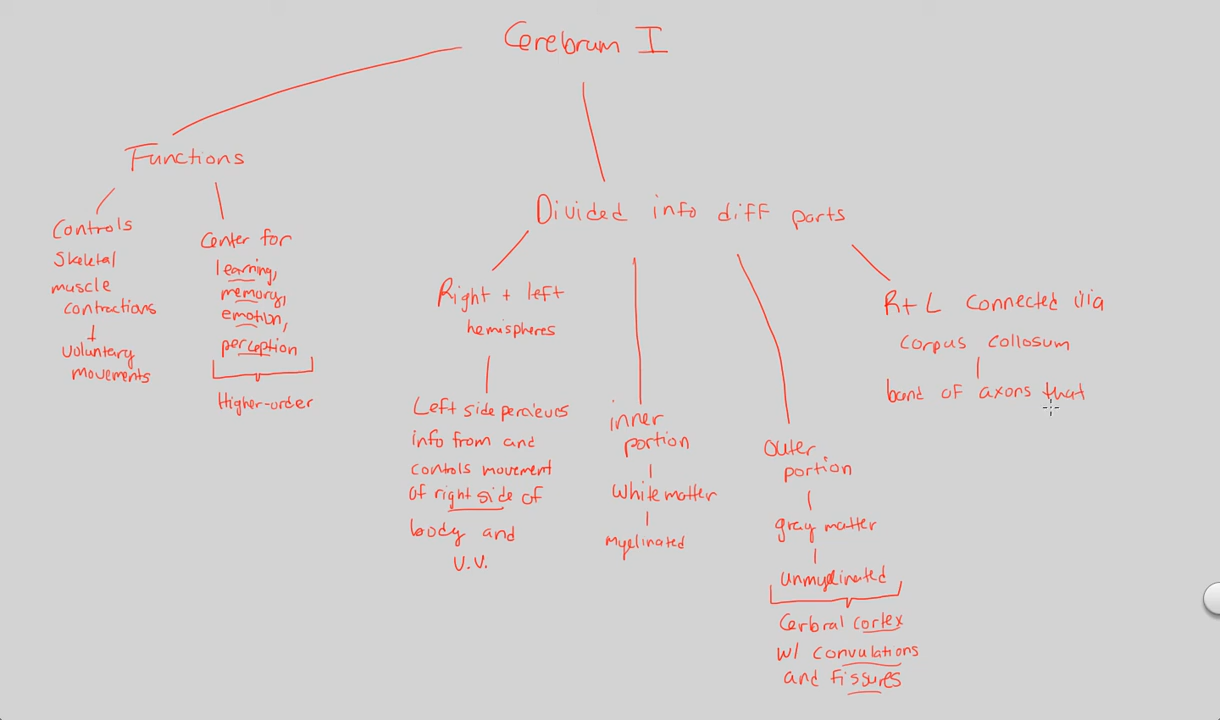 Cerebrum I
Functions
Controls
Skeletal
muscle
contractions
+
voluntary
movements
Center for
learning,
memory,
emotion,
perception
Higher-order
Divided info diff parts
Right + left
hemispheres
Left side percieves
info from and
controls movement
of right side of
body and
V.V.
inner
portion
White matter
myelinated
outer
portion
gray matter
unmyelinated
Cerbral cortex
w/ convulations
and fissures
R+L connected via
corpus collosum
band of axons that